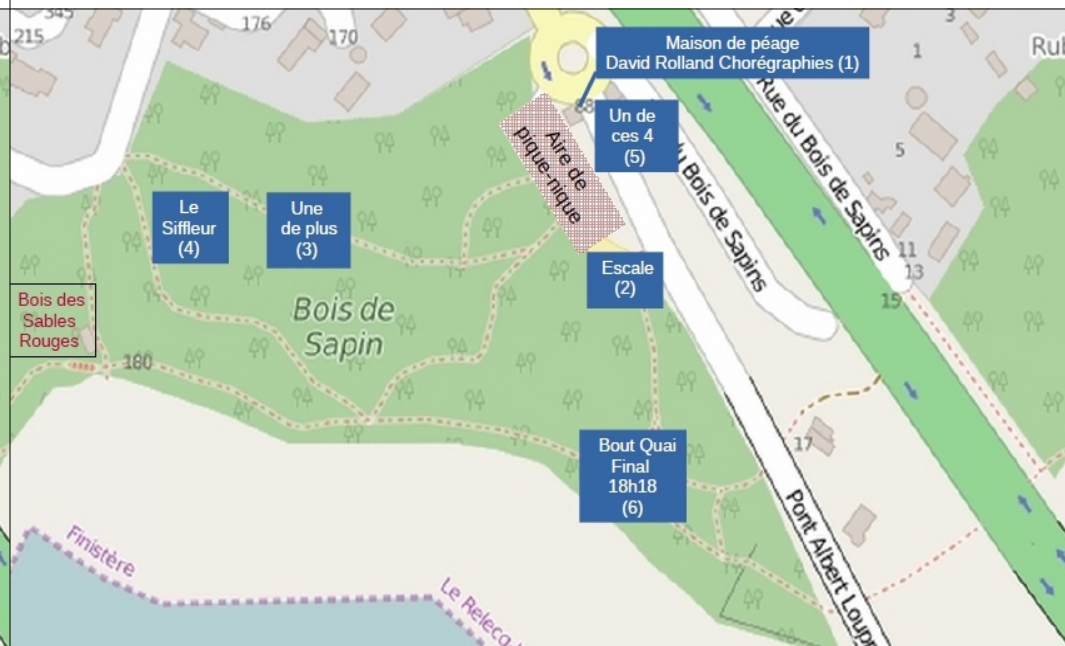 345
215
176
170
3
1
5
11
13
19
Rub
Maison de péage
David Rolland Chorégraphies (1)
Un de
ces 4
(5)
Aire de
pique-nique
du Bois de Sapins
Rue du Bois de Sapins
Le
Siffleur
(4)
Une
de plus
(3)
Escale
(2)
Bois des
Sables
Rouges
Bois de
Sapin
180
Bout Quai
Final
18h18
(6)
17
Pont Albert Loupp
Finistère
Le Relecq-